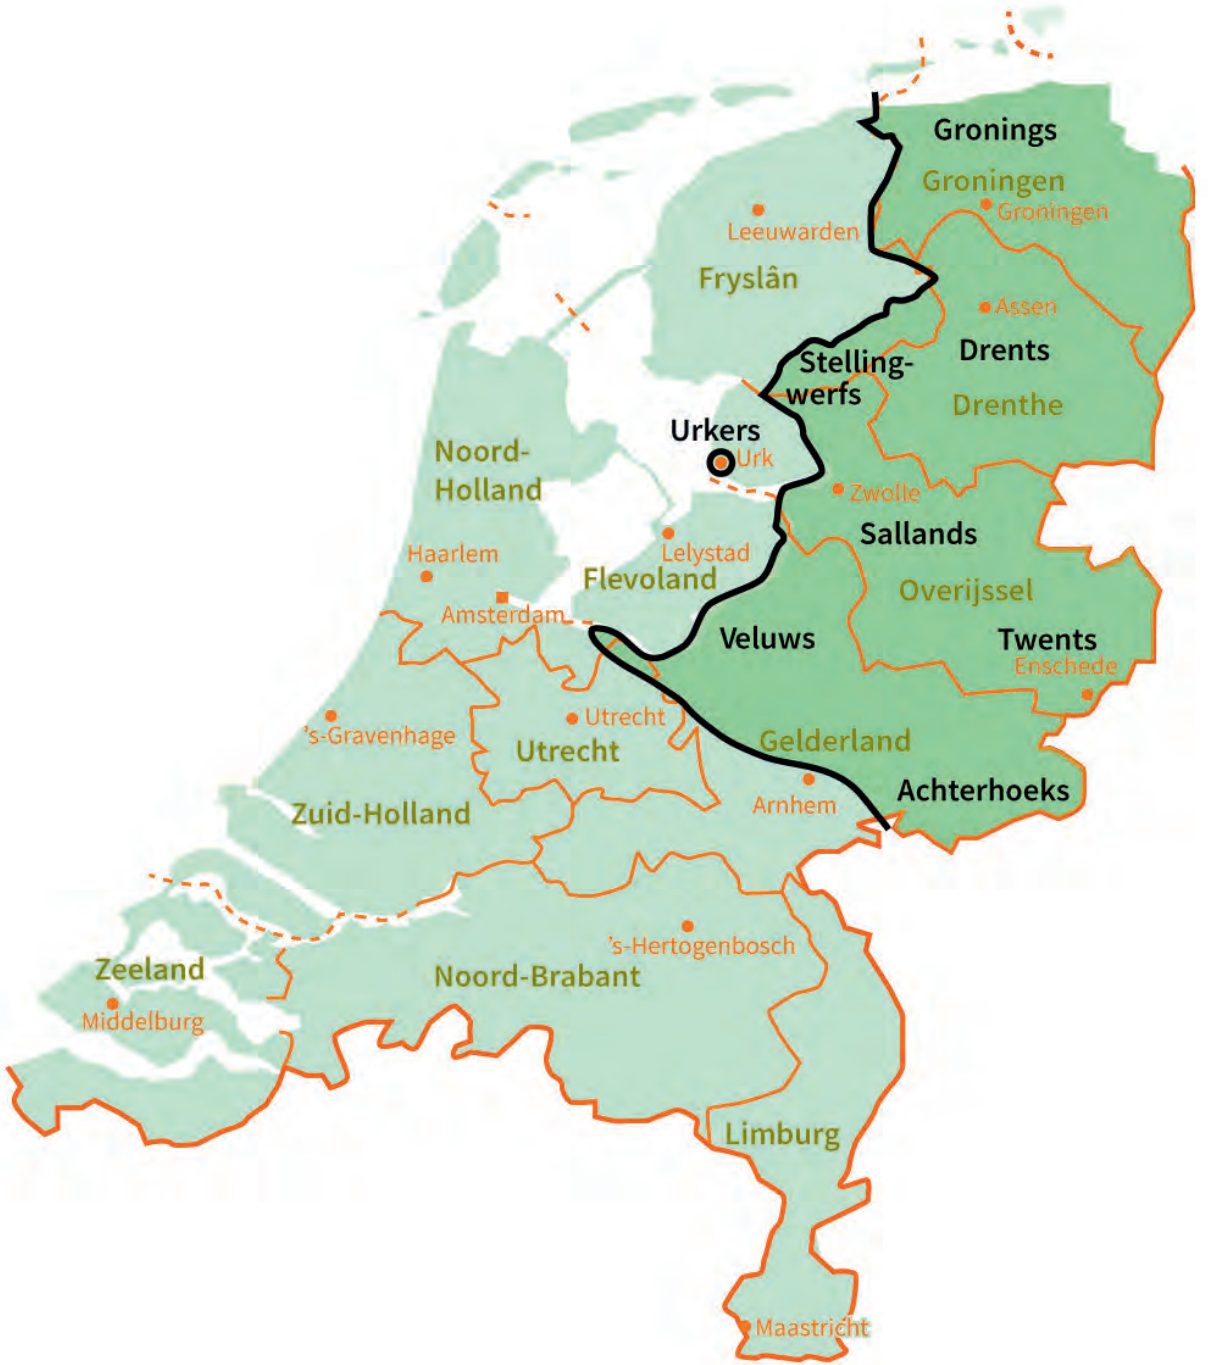 Gronings
Groningen
Groningen
Leeuwarden
Fryslân
Assen
Drents
Stelling-
werfs
Drenthe
Urkers
Urk
Noord-
Holland
Zwolle
Sallands
Haarlem
Lelystad
Flevoland
Overijssel
Amsterdam
Veluws
Twents
Enschede
's-Gravenhage
Utrecht
Utrecht
Gelderland
Achterhoeks
Arnhem
Zuid-Holland
's-Hertogenbosch
Zeeland
Noord-Brabant
Middelburg
Limburg
Maastricht